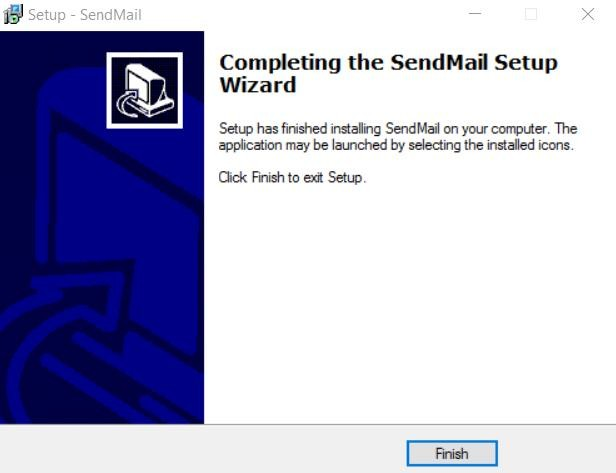 Setup - SendMail
Completing the SendMail Setup
Wizard
Setup has finished installing SendMail on your computer. The
application may be launched by selecting the installed icons.
Click Finish to exit Setup.
Finish